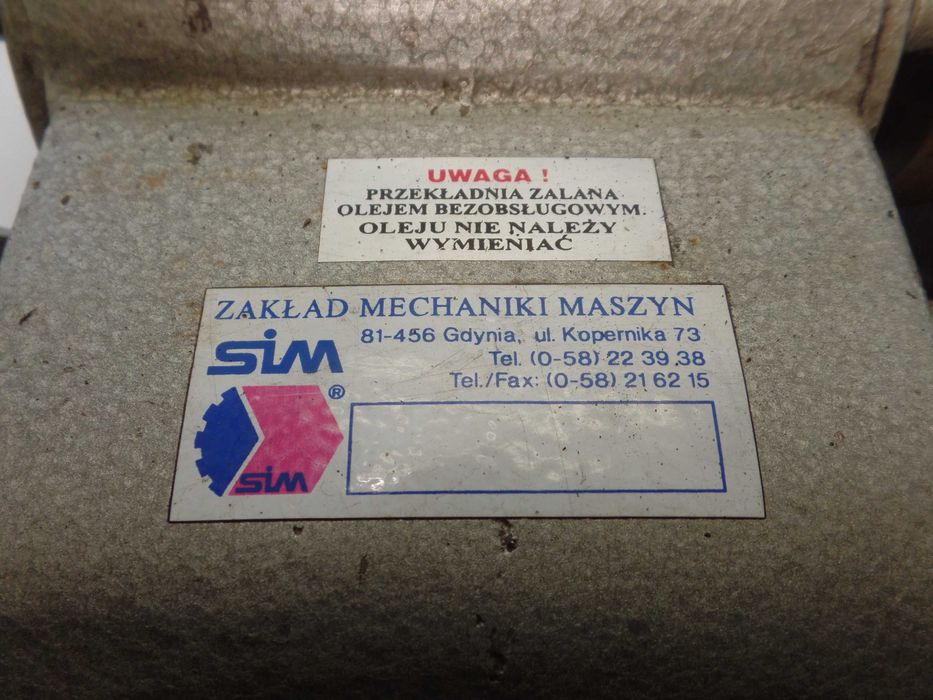 UWAGA !
PRZEKŁADNIA ZALANA
OLEJEM BEZOBSŁUGOWYM.
OLEJU NIE NALEŻY
WYMIENIAĆ
ZAKŁAD MECHANIKI MASZYN
SiM
81-456 Gdynia, ul. Kopernika 73
Tel. (0-58) 22 39 38
Tel./Fax: (0-58) 21 62 15
®
SiM